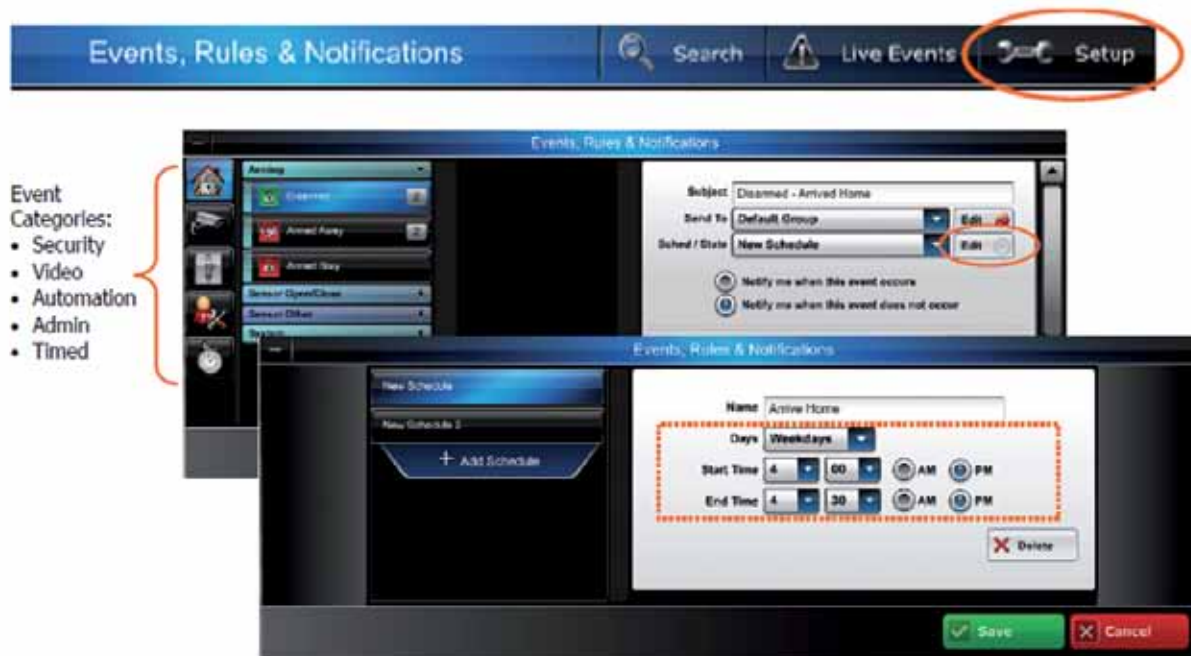 Events, Rules & Notifications
Search
Live Events
Setup
Event
Categories:
• Security
• Video
• Automation
• Admin
• Timed
Events, Rules & Notifications
Arming
Disarmed 2
Armed Away 2
Armed Stay
Sensor Open/Close
Sensor Other
System
Subject Disarmed - Arrived Home
Send To Default Group Edit
Sched / State New Schedule Edit
Notify me when this event occurs
Notify me when this event does not occur
Events, Rules & Notifications
New Schedule
New Schedule 2
+ Add Schedule
Name Arrive Home
Days Weekdays
Start Time 4 00 AM PM
End Time 4 30 AM PM
Delete
Save
Cancel